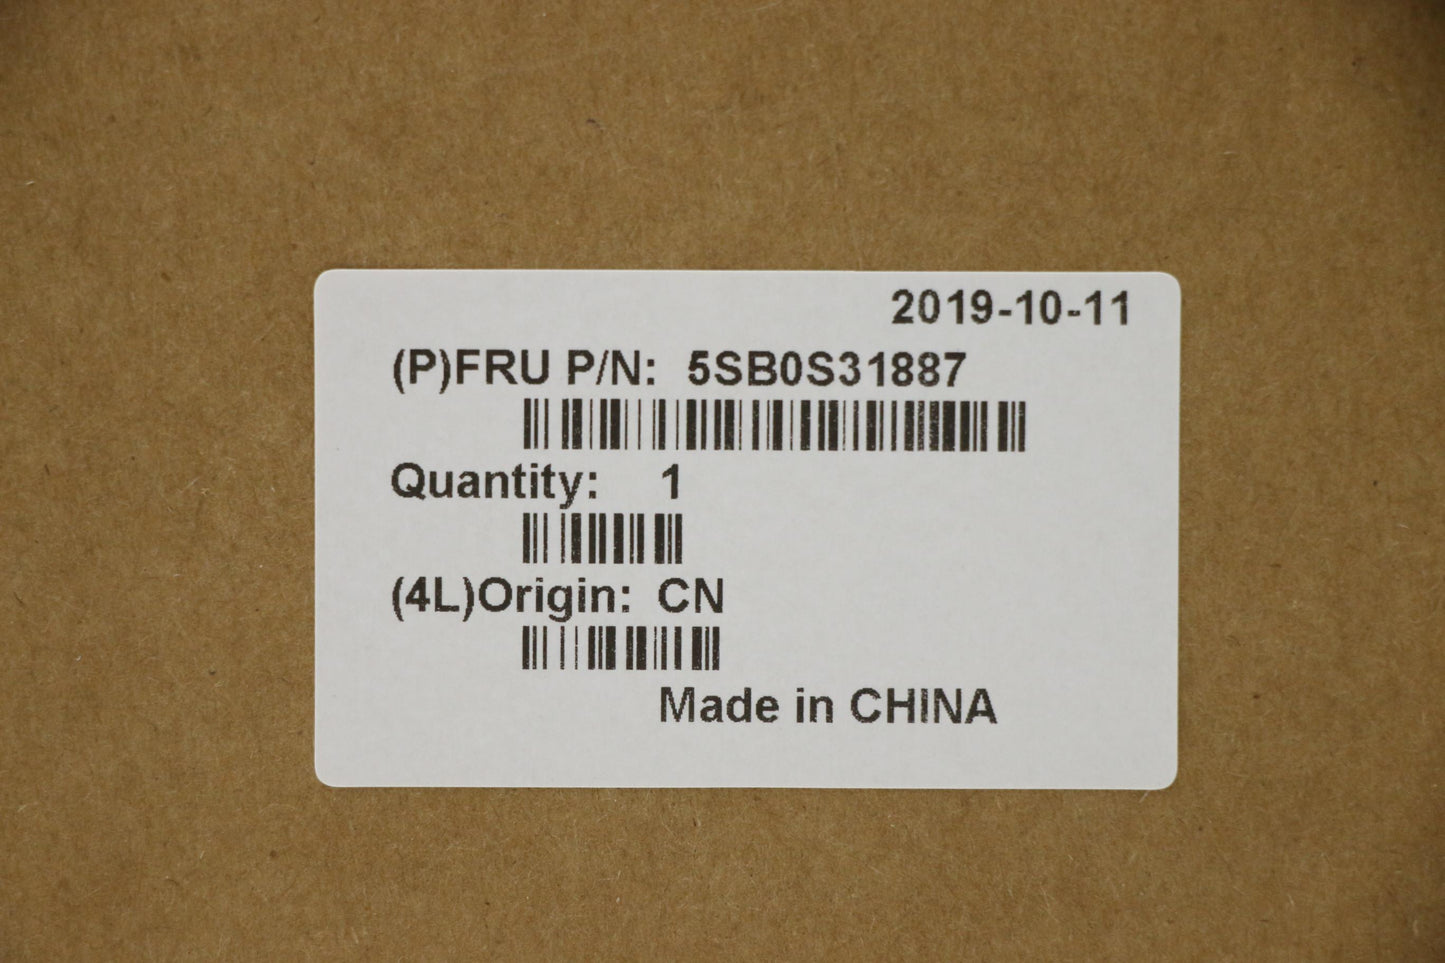 2019-10-11
(P)FRU P/N: 5SB0S31887
Quantity: 1
(4L)Origin: CN
Made in CHINA